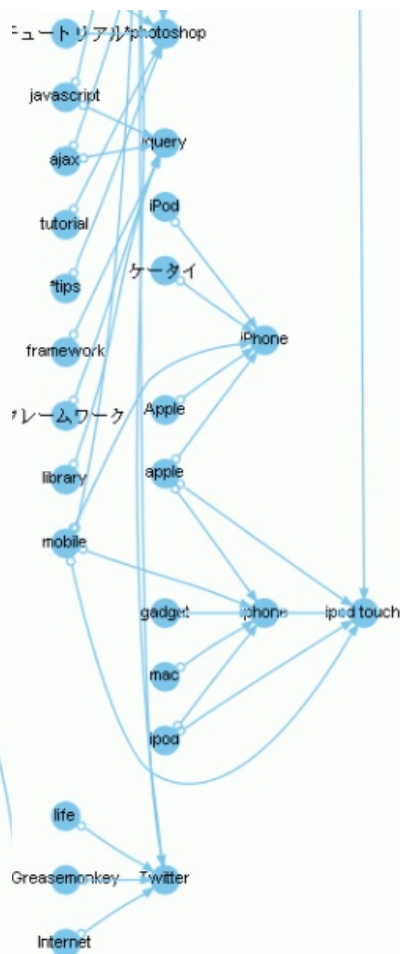 チュートリアル *photoshop
javascript
jquery
ajax
iPod
tutorial
ケータイ
*tips
iPhone
framework
Apple
フレームワーク
apple
library
mobile
gadget iphone ipod touch
mac
ipod
life
Greasemonkey Twitter
Internet